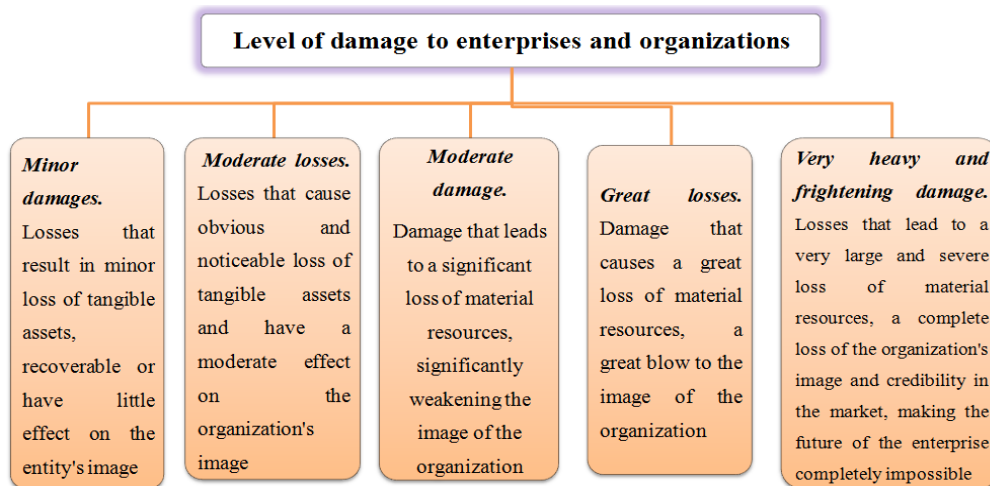 Level of damage to enterprises and organizations
Minor
damages.
Losses that
result in minor
loss of tangible
assets,
recoverable or
have little
effect on the
entity's image
Moderate losses.
Losses that cause
obvious and
noticeable loss of
tangible assets
and have a
moderate effect
on the
organization's
image
Moderate
damage.
Damage that leads
to a significant
loss of material
resources,
significantly
weakening the
image of the
organization
Great losses.
Damage that
causes a great
loss of material
resources, a
great blow to the
image of the
organization
Very heavy and
frightening damage.
Losses that lead to a
very large and severe
loss of material
resources, a complete
loss of the organization's
image and credibility in
the market, making the
future of the enterprise
completely impossible